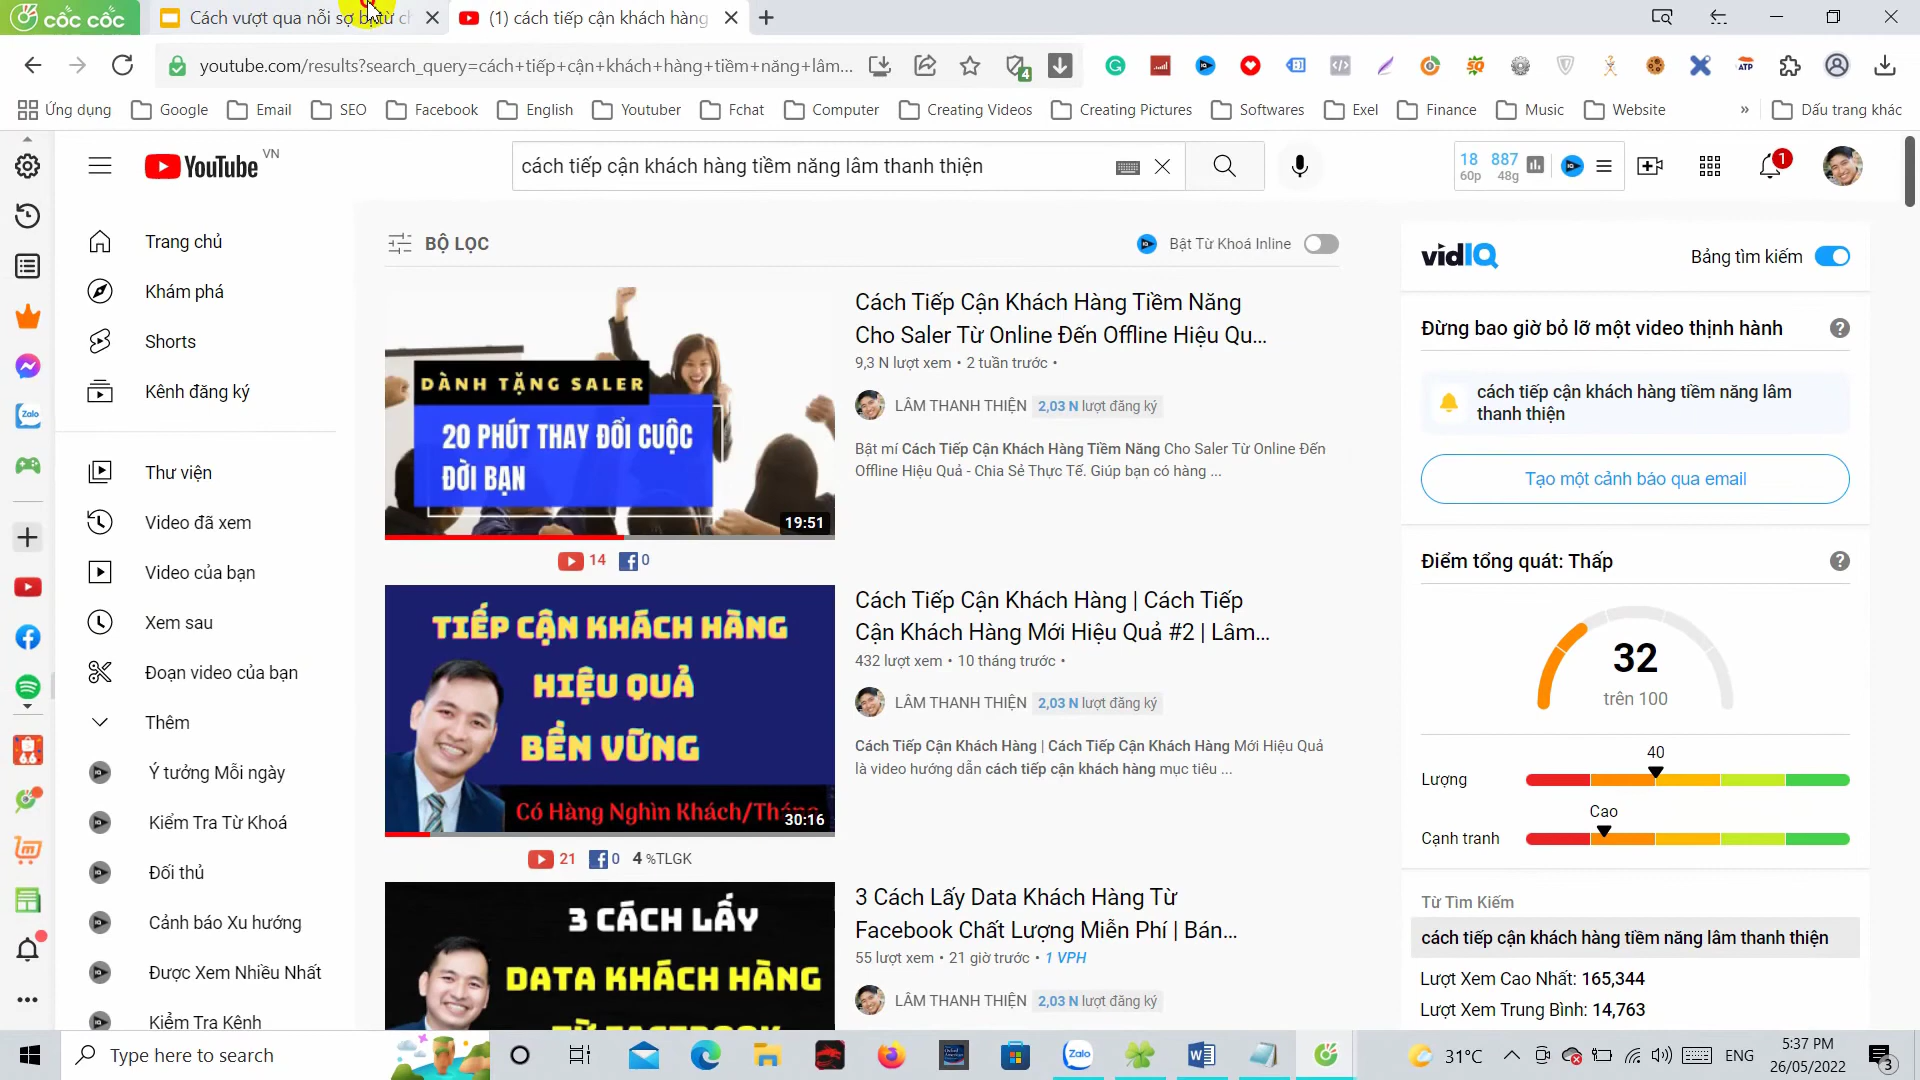 cốc cốc
Cách vượt qua nỗi sợ bị từ ch
(1) cách tiếp cận khách hàng
youtube.com/results?search_query=cách+tiếp+cận+khách+hàng+tiềm+năng+lâm...
4
ATP
Ứng dụng
Google
Email
SEO
Facebook
English
Youtuber
Fchat
Computer
Creating Videos
Creating Pictures
Softwares
Exel
Finance
Music
Website
»
Dấu trang khác
YouTube VN
cách tiếp cận khách hàng tiềm năng lâm thanh thiện
18 887
60p 48g
1
Trang chủ
Khám phá
Shorts
Kênh đăng ký
Thư viện
Video đã xem
Video của bạn
Xem sau
Đoạn video của bạn
Thêm
Ý tưởng Mỗi ngày
Kiểm Tra Từ Khoá
Đối thủ
Cảnh báo Xu hướng
Được Xem Nhiều Nhất
Kiểm Tra Kênh
Zalo
BỘ LỌC
Bật Từ Khoá Inline
DÀNH TẶNG SALER
20 PHÚT THAY ĐỔI CUỘC
ĐỜI BẠN
19:51
14 0
Cách Tiếp Cận Khách Hàng Tiềm Năng
Cho Saler Từ Online Đến Offline Hiệu Qu...
9,3 N lượt xem • 2 tuần trước •
LÂM THANH THIỆN 2,03 N lượt đăng ký
Bật mí Cách Tiếp Cận Khách Hàng Tiềm Năng Cho Saler Từ Online Đến
Offline Hiệu Quả - Chia Sẻ Thực Tế. Giúp bạn có hàng ...
TIẾP CẬN KHÁCH HÀNG
HIỆU QUẢ
BỀN VỮNG
Có Hàng Nghìn Khách/Tháng
30:16
21 0 4 %TLGK
Cách Tiếp Cận Khách Hàng | Cách Tiếp
Cận Khách Hàng Mới Hiệu Quả #2 | Lâm...
432 lượt xem • 10 tháng trước •
LÂM THANH THIỆN 2,03 N lượt đăng ký
Cách Tiếp Cận Khách Hàng | Cách Tiếp Cận Khách Hàng Mới Hiệu Quả
là video hướng dẫn cách tiếp cận khách hàng mục tiêu ...
3 CÁCH LẤY
DATA KHÁCH HÀNG
TỪ FACEBOOK
3 Cách Lấy Data Khách Hàng Từ
Facebook Chất Lượng Miễn Phí | Bán...
55 lượt xem • 21 giờ trước • 1 VPH
LÂM THANH THIỆN 2,03 N lượt đăng ký
vidIQ
Bảng tìm kiếm
Đừng bao giờ bỏ lỡ một video thịnh hành
cách tiếp cận khách hàng tiềm năng lâm
thanh thiện
Tạo một cảnh báo qua email
Điểm tổng quát: Thấp
32
trên 100
40
Lượng
Cao
Cạnh tranh
Từ Tìm Kiếm
cách tiếp cận khách hàng tiềm năng lâm thanh thiện
Lượt Xem Cao Nhất: 165,344
Lượt Xem Trung Bình: 14,763
Type here to search
Zalo
31°C
ENG
5:37 PM
26/05/2022
3